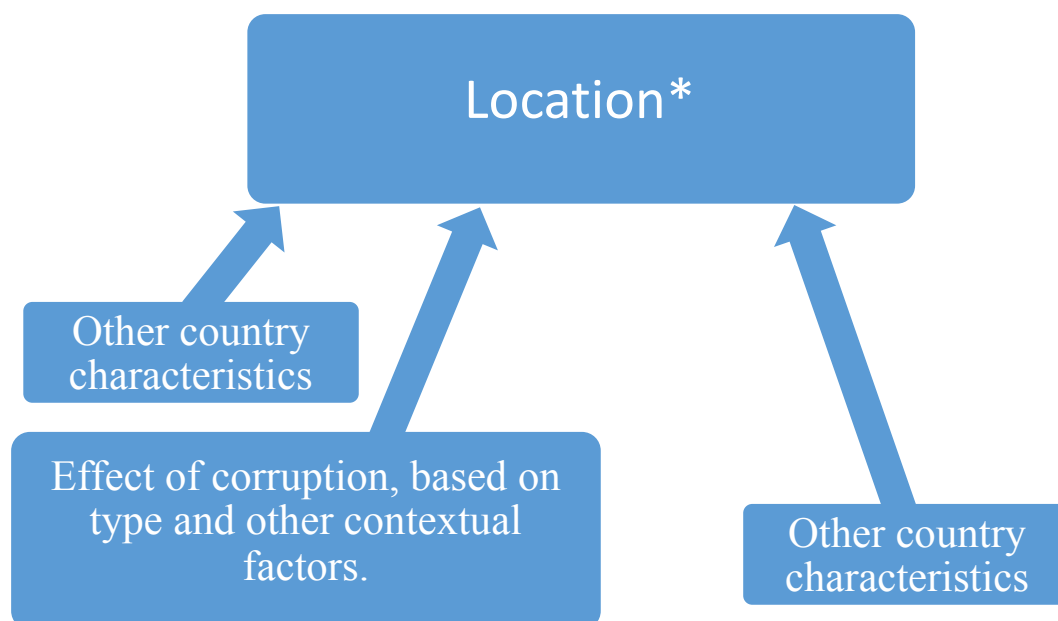 Location*
Other country
characteristics
Effect of corruption, based on
type and other contextual
factors.
Other country
characteristics